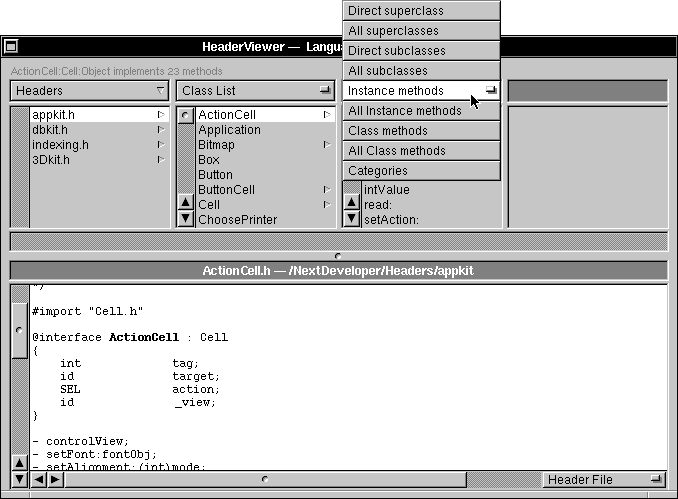 Direct superclass
All superclasses
Direct subclasses
All subclasses
Instance methods
All Instance methods
Class methods
All Class methods
Categories
HeaderViewer — Langua
ActionCell:Cell:Object implements 23 methods
Headers
Class List
appkit.h
dbkit.h
indexing.h
3Dkit.h
ActionCell
Application
Bitmap
Box
Button
ButtonCell
Cell
ChoosePrinter
intValue
read:
setAction:
ActionCell.h — /NextDeveloper/Headers/appkit
*/
#import "Cell.h"
@interface ActionCell : Cell
{
int tag;
id target;
SEL action;
id _view;
}
- controlView;
- setFont:fontObj;
- setAlignment:(int)mode;
Header File